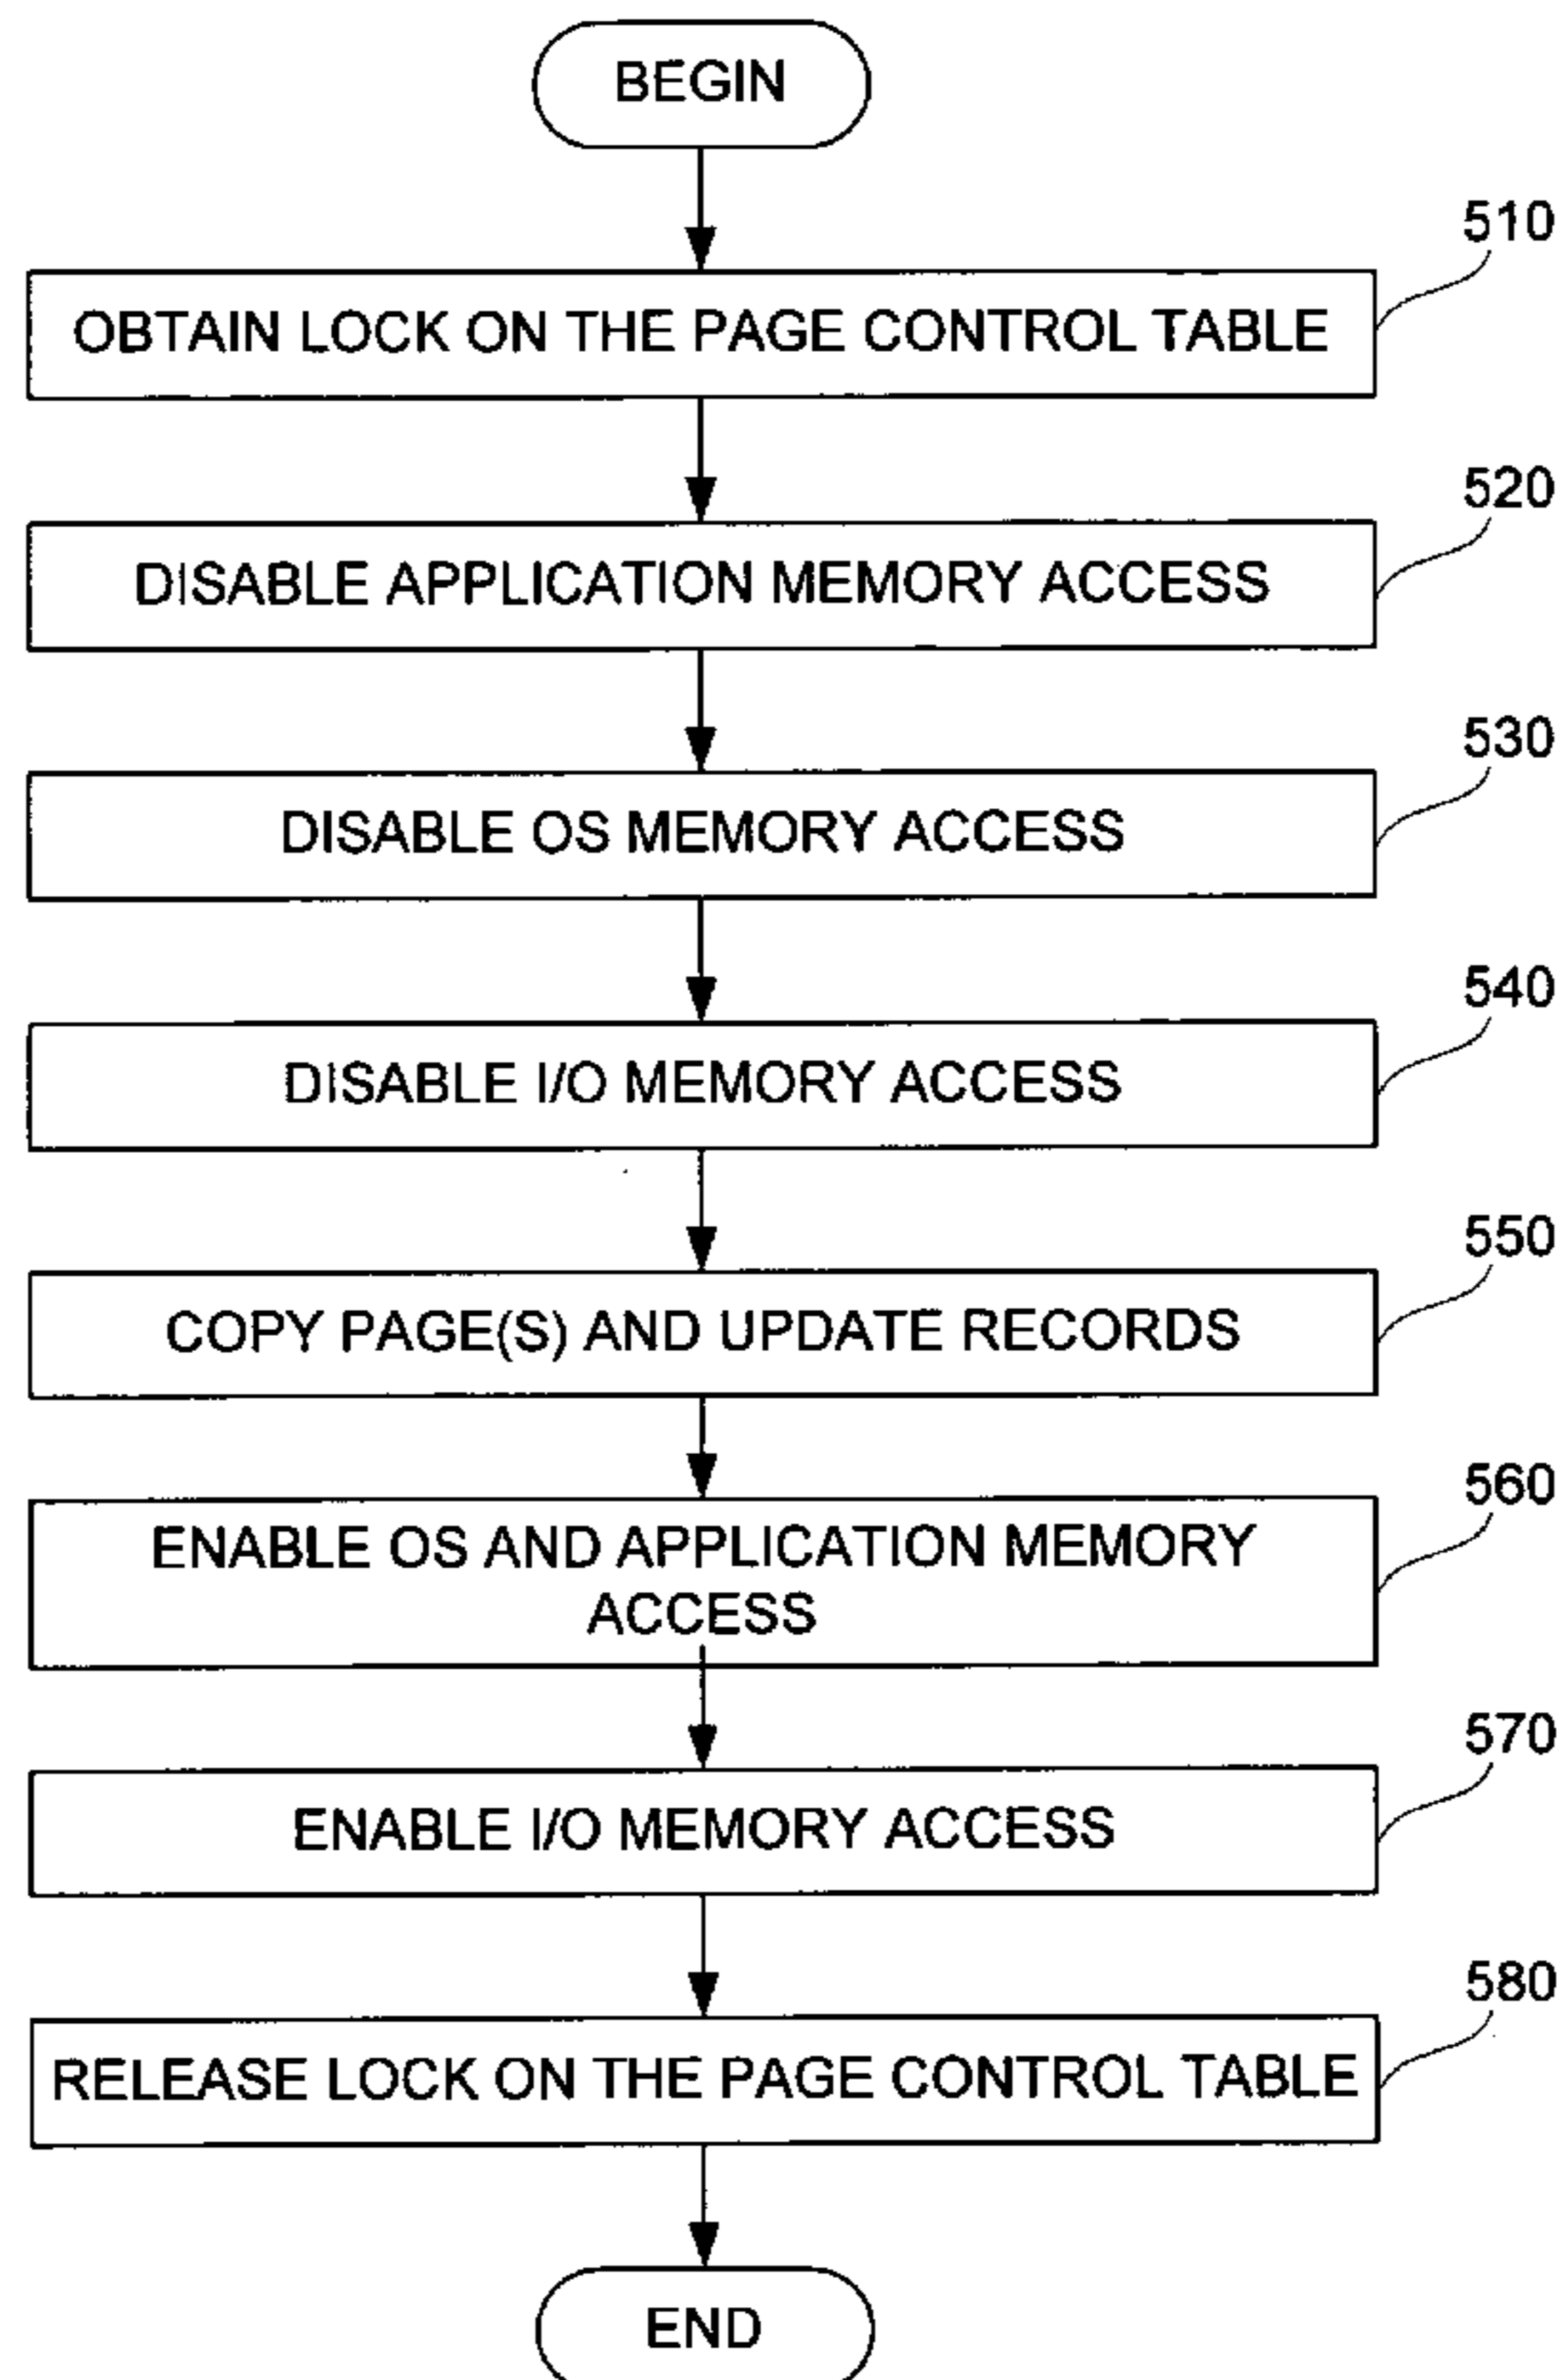 BEGIN
510
OBTAIN LOCK ON THE PAGE CONTROL TABLE
520
DISABLE APPLICATION MEMORY ACCESS
530
DISABLE OS MEMORY ACCESS
540
DISABLE I/O MEMORY ACCESS
550
COPY PAGE(S) AND UPDATE RECORDS
560
ENABLE OS AND APPLICATION MEMORY
ACCESS
570
ENABLE I/O MEMORY ACCESS
580
RELEASE LOCK ON THE PAGE CONTROL TABLE
END